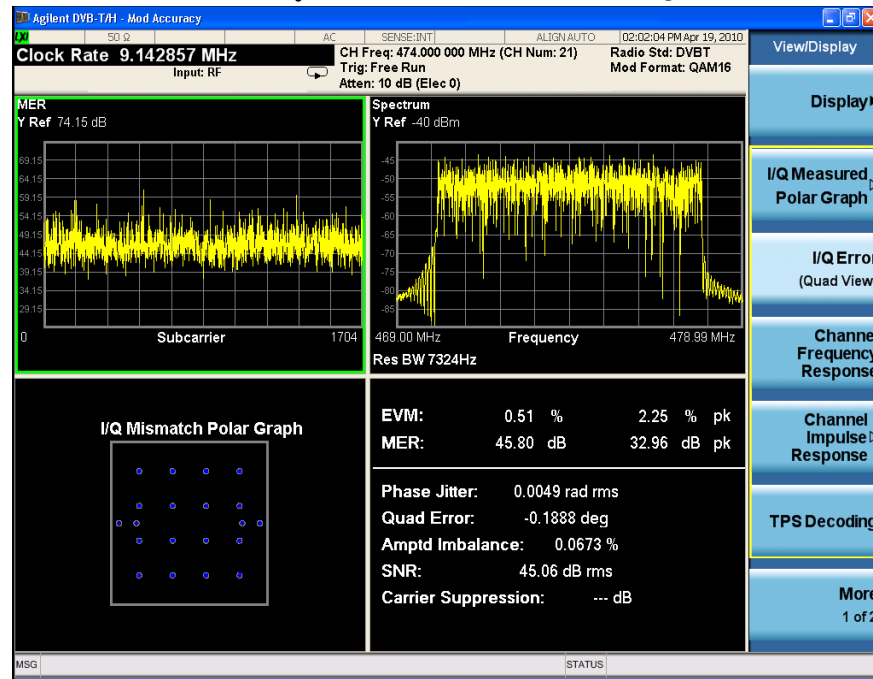 Agilent DVB-T/H - Mod Accuracy
LXI 50 Ω AC SENSE:INT ALIGN AUTO 02:02:04 PM Apr 19, 2010
Clock Rate 9.142857 MHz
Input: RF
CH Freq: 474.000 000 MHz (CH Num: 21)
Trig: Free Run
Atten: 10 dB (Elec 0)
Radio Std: DVBT
Mod Format: QAM16
MER
Y Ref 74.15 dB
69.15
64.15
59.15
54.15
49.15
44.15
39.15
34.15
29.15
0 Subcarrier 1704
Spectrum
Y Ref -40 dBm
-45
-50
-55
-60
-65
-70
-75
-80
-85
469.00 MHz Frequency 478.99 MHz
Res BW 7324Hz
I/Q Mismatch Polar Graph
EVM: 0.51 % 2.25 % pk
MER: 45.80 dB 32.96 dB pk
Phase Jitter: 0.0049 rad rms
Quad Error: -0.1888 deg
Amptd Imbalance: 0.0673 %
SNR: 45.06 dB rms
Carrier Suppression: --- dB
View/Display
Display
I/Q Measured
Polar Graph
I/Q Error
(Quad View
Channe
Frequency
Response
Channel
Impulse
Response
TPS Decoding
More
1 of 2
MSG STATUS